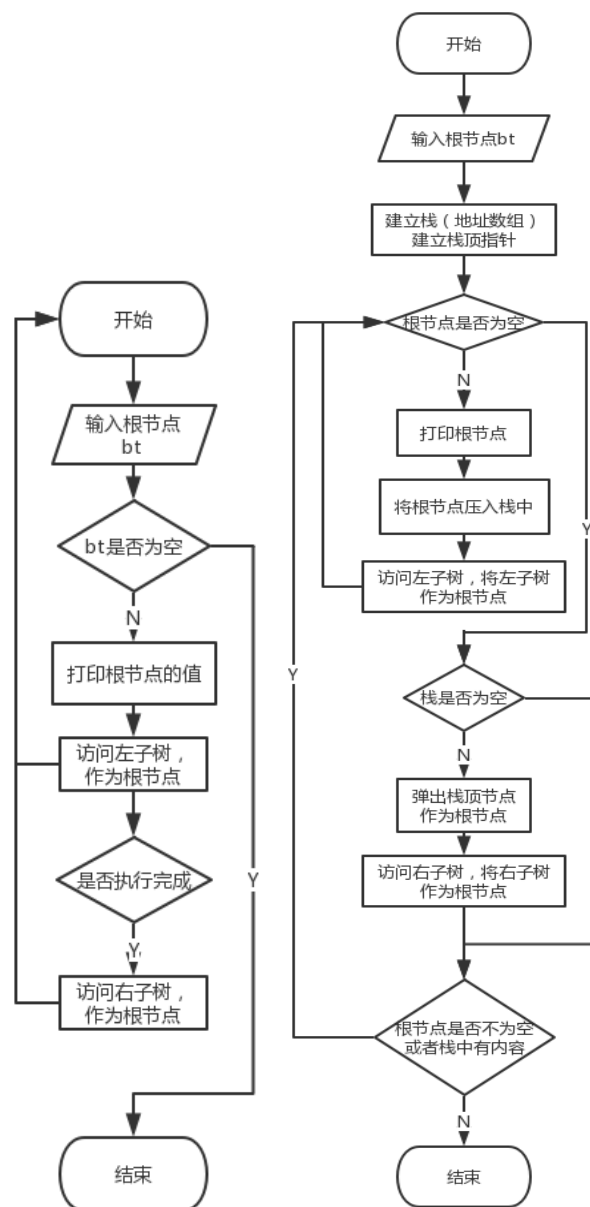 开始
输入根节点
bt
bt是否为空
N
打印根节点的值
访问左子树，
作为根节点
是否执行完成
Y
Y
访问右子树，
作为根节点
结束
开始
输入根节点bt
建立栈（地址数组）
建立栈顶指针
根节点是否为空
N
打印根节点
将根节点压入栈中
Y
访问左子树，将左子树
作为根节点
Y
栈是否为空
N
弹出栈顶节点
作为根节点
访问右子树，将右子树
作为根节点
根节点是否不为空
或者栈中有内容
N
结束